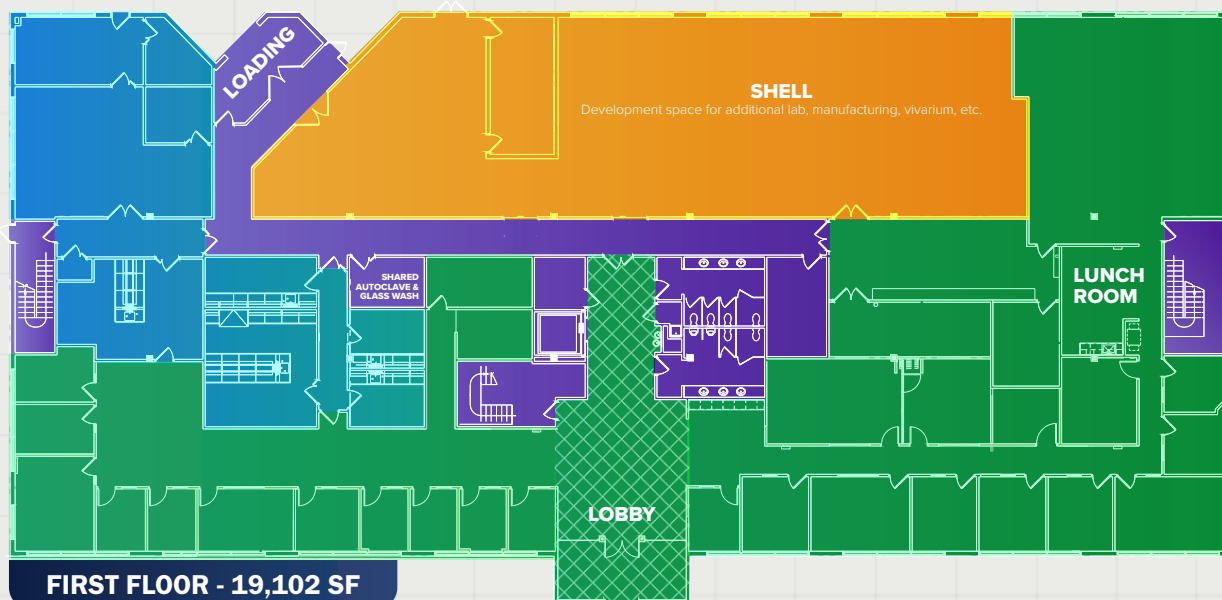 LOADING
SHELL
Development space for additional lab, manufacturing, vivarium, etc.
SHARED
AUTOCLAVE &
GLASS WASH
LUNCH
ROOM
LOBBY
FIRST FLOOR - 19,102 SF